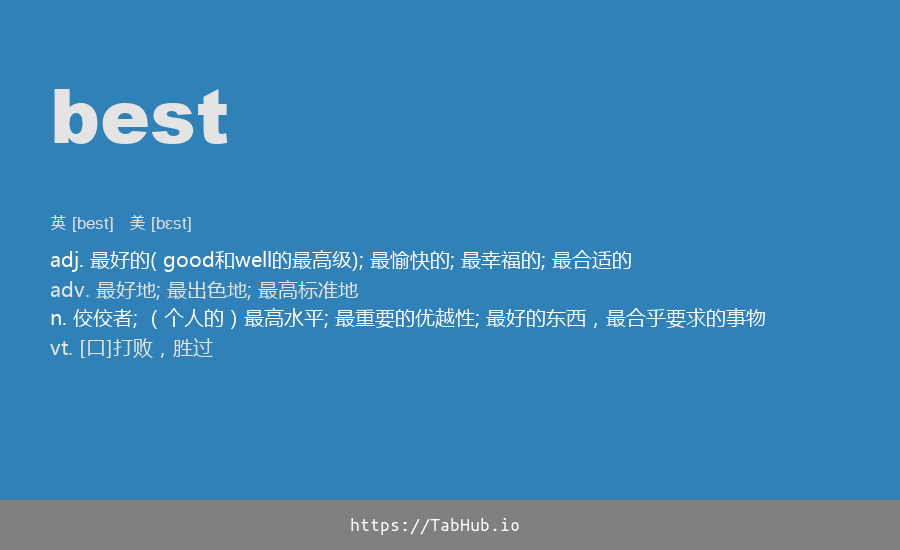 best
英 [best]   美 [bɛst]
adj. 最好的( good和well的最高级); 最愉快的; 最幸福的; 最合适的
adv. 最好地; 最出色地; 最高标准地
n. 佼佼者; （个人的）最高水平; 最重要的优越性; 最好的东西，最合乎要求的事物
vt. [口]打败，胜过
https://TabHub.io